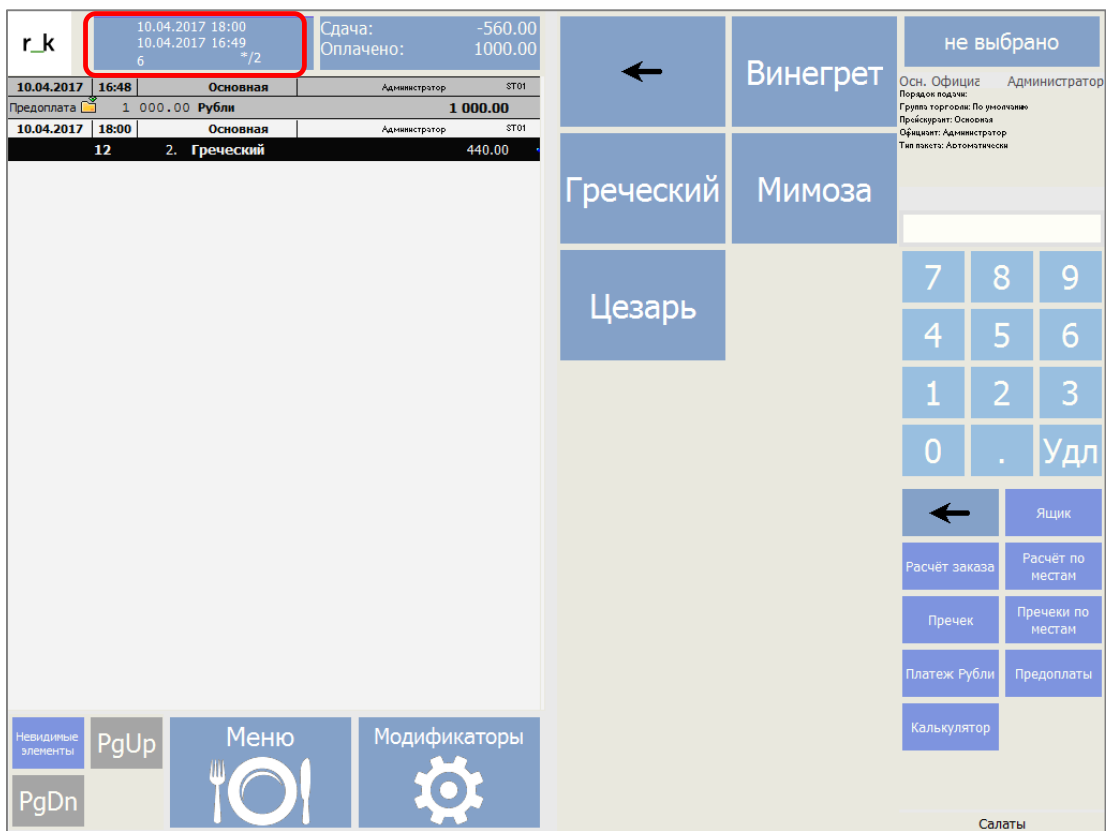 r_k
10.04.2017 18:00
10.04.2017 16:49
6 */2
Сдача: -560.00
Оплачено: 1000.00
10.04.2017 16:48 Основная Администратор ST01
Предоплата 1 000.00 Рубли 1 000.00
10.04.2017 18:00 Основная Администратор ST01
12 2. Греческий 440.00
Винегрет
Греческий
Мимоза
Цезарь
не выбрано
Осн. Официа Администратор
Порядок подачи:
Группа торговли: По умолчанию
Прейскурант: Основная
Официант: Администратор
Тип пакета: Автоматически
7 8 9
4 5 6
1 2 3
0 . Удл
Ящик
Расчёт заказа
Расчёт по
местам
Пречек
Пречеки по
местам
Платеж Рубли
Предоплаты
Калькулятор
Невидимые
элементы
PgUp
Меню
Модификаторы
PgDn
Салаты